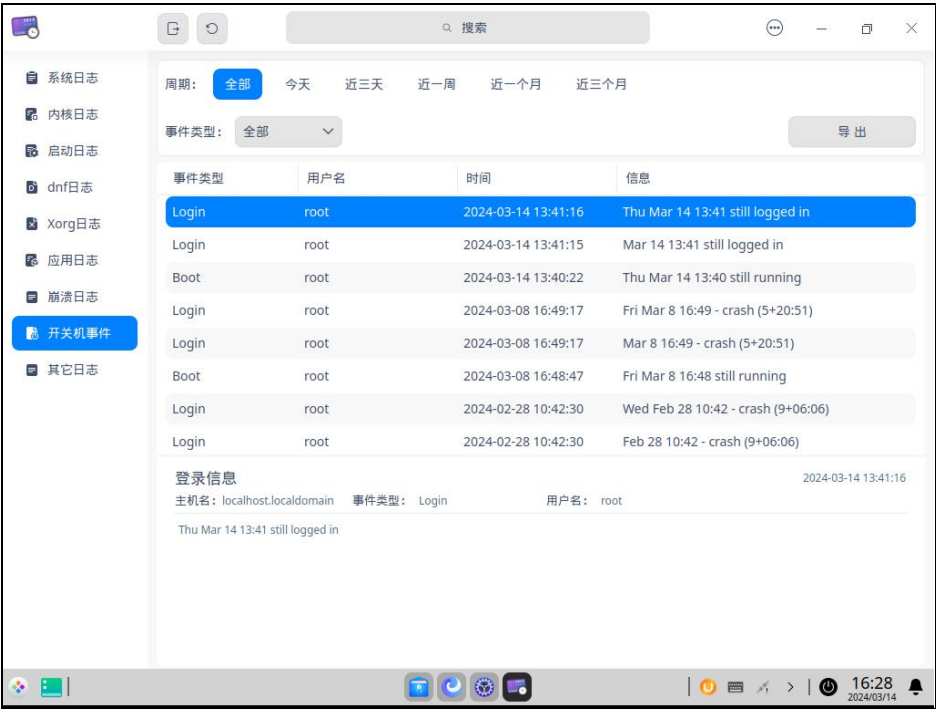 搜索
系统日志
内核日志
启动日志
dnf日志
Xorg日志
应用日志
崩溃日志
开关机事件
其它日志
周期: 全部 今天 近三天 近一周 近一个月 近三个月
事件类型: 全部 导出
事件类型 用户名 时间 信息
Login root 2024-03-14 13:41:16 Thu Mar 14 13:41 still logged in
Login root 2024-03-14 13:41:15 Mar 14 13:41 still logged in
Boot root 2024-03-14 13:40:22 Thu Mar 14 13:40 still running
Login root 2024-03-08 16:49:17 Fri Mar 8 16:49 - crash (5+20:51)
Login root 2024-03-08 16:49:17 Mar 8 16:49 - crash (5+20:51)
Boot root 2024-03-08 16:48:47 Fri Mar 8 16:48 still running
Login root 2024-02-28 10:42:30 Wed Feb 28 10:42 - crash (9+06:06)
Login root 2024-02-28 10:42:30 Feb 28 10:42 - crash (9+06:06)
登录信息 2024-03-14 13:41:16
主机名: localhost.localdomain 事件类型: Login 用户名: root
Thu Mar 14 13:41 still logged in
16:28
2024/03/14